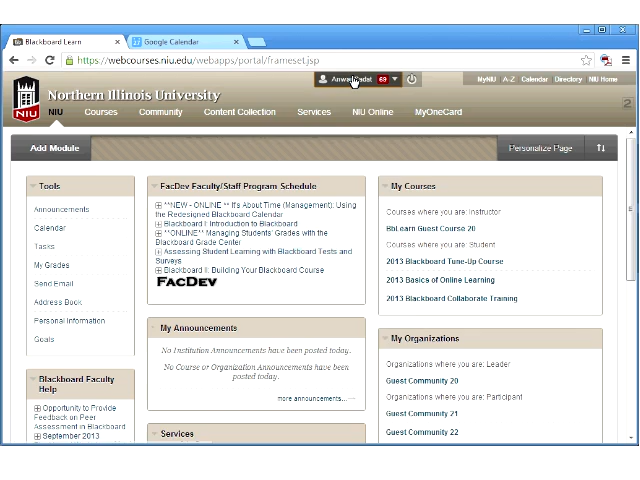 Blackboard Learn
Google Calendar
https://webcourses.niu.edu/webapps/portal/frameset.jsp
69
MyNIU A-Z Calendar Directory NIU Home
Northern Illinois University
NIU
NIU Courses Community Content Collection Services NIU Online MyOneCard
2
Add Module
Personalize Page
Tools
Announcements
Calendar
Tasks
My Grades
Send Email
Address Book
Personal Information
Goals
Blackboard Faculty
Help
Opportunity to Provide
Feedback on Peer
Assessment in Blackboard
September 2013
FacDev Faculty/Staff Program Schedule
**NEW - ONLINE ** It's About Time (Management): Using
the Redesigned Blackboard Calendar
Blackboard I: Introduction to Blackboard
**ONLINE** Managing Students' Grades with the
Blackboard Grade Center
Assessing Student Learning with Blackboard Tests and
Surveys
Blackboard II: Building Your Blackboard Course
FACDEV
My Announcements
No Institution Announcements have been posted today.
No Course or Organization Announcements have been
posted today.
more announcements...
Services
My Courses
Courses where you are: Instructor
BbLearn Guest Course 20
Courses where you are: Student
2013 Blackboard Tune-Up Course
2013 Basics of Online Learning
2013 Blackboard Collaborate Training
My Organizations
Organizations where you are: Leader
Guest Community 20
Organizations where you are: Participant
Guest Community 21
Guest Community 22